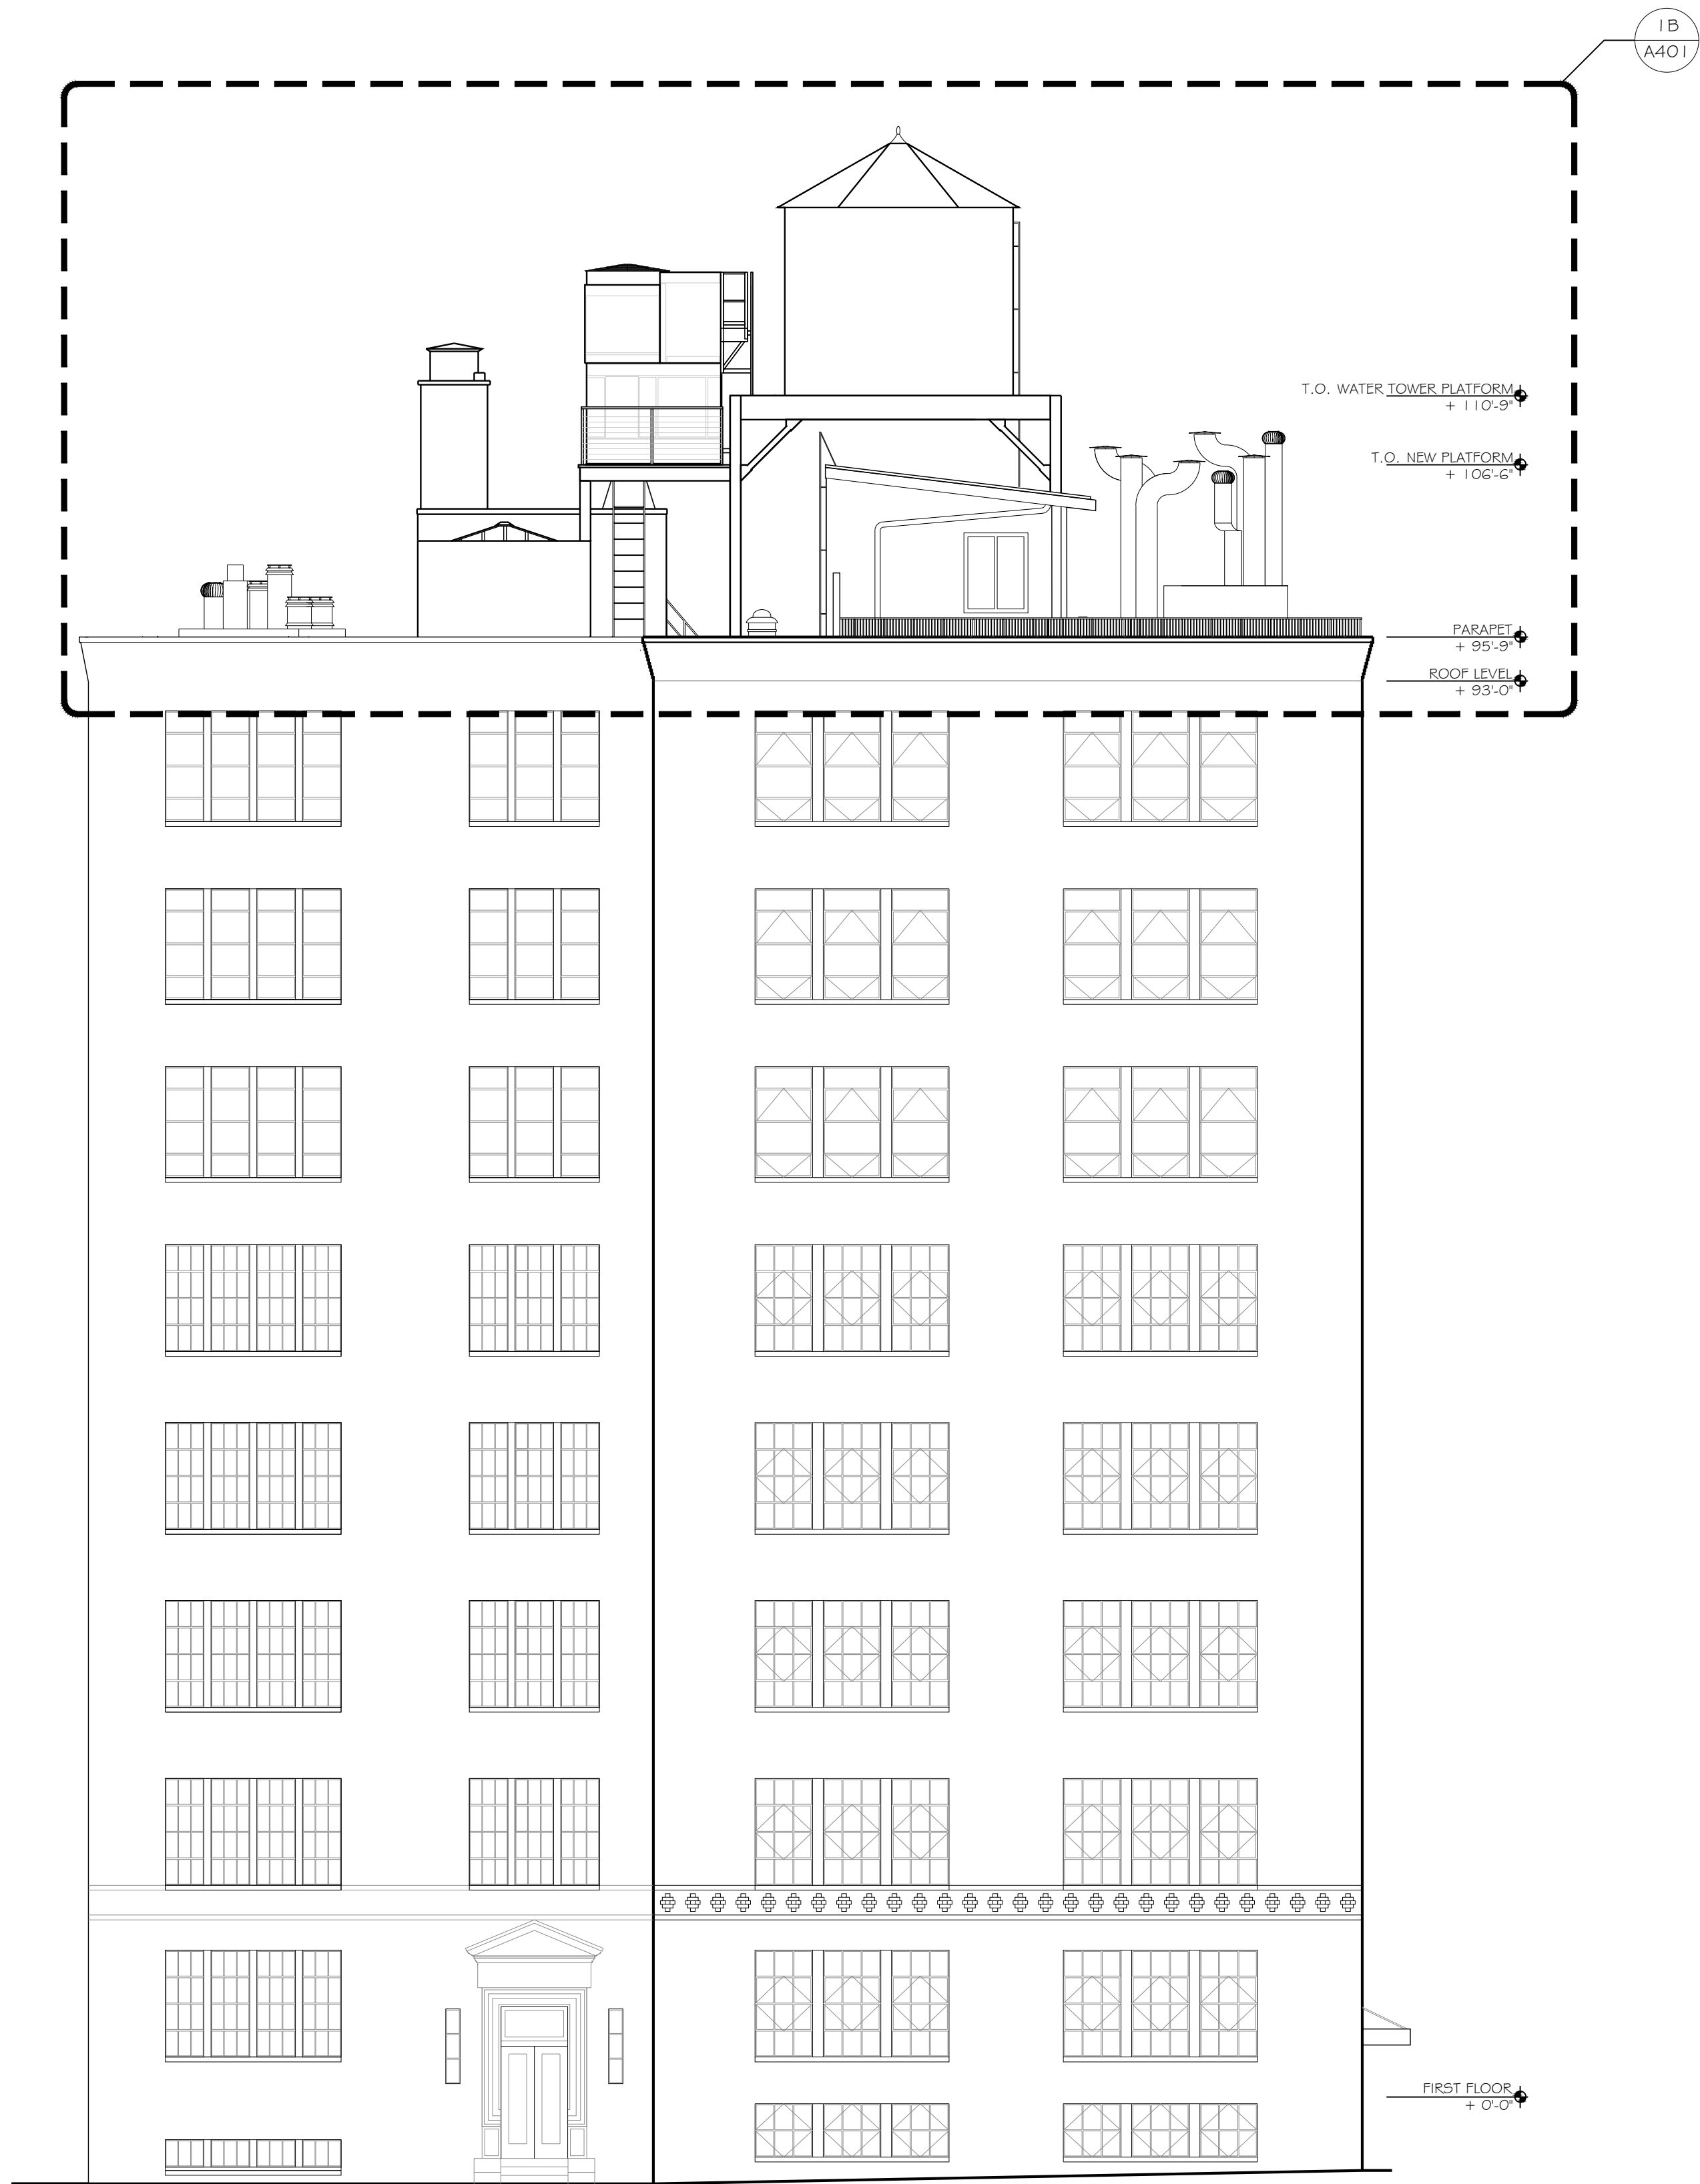 1B
A401
T.O. WATER TOWER PLATFORM
+ 110'-9"
T.O. NEW PLATFORM
+ 106'-6"
PARAPET
+ 95'-9"
ROOF LEVEL
+ 93'-0"
FIRST FLOOR
+ 0'-0"